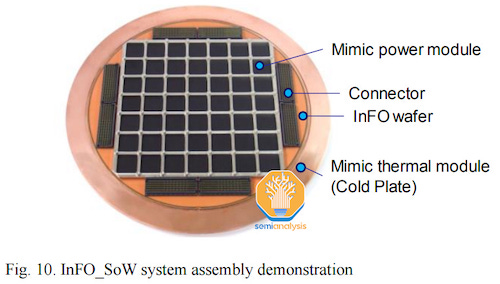 Mimic power module
Connector
InFO wafer
Mimic thermal module
(Cold Plate)
semianalysis
Fig. 10. InFO_SoW system assembly demonstration